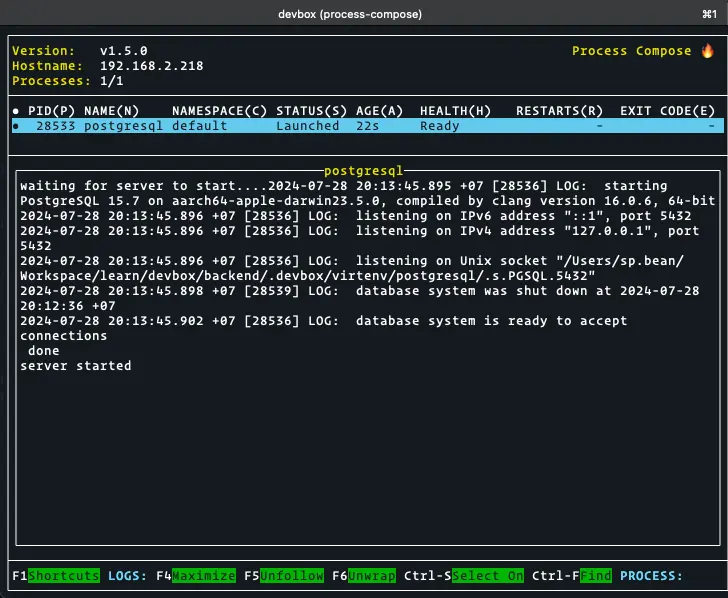 devbox (process-compose)
⌘1
Version: v1.5.0
Process Compose 🔥
Hostname: 192.168.2.218
Processes: 1/1
● PID(P) NAME(N) NAMESPACE(C) STATUS(S) AGE(A) HEALTH(H) RESTARTS(R) EXIT CODE(E)
● 28533 postgresql default Launched 22s Ready - -
postgresql
waiting for server to start....2024-07-28 20:13:45.895 +07 [28536] LOG:  starting
PostgreSQL 15.7 on aarch64-apple-darwin23.5.0, compiled by clang version 16.0.6, 64-bit
2024-07-28 20:13:45.896 +07 [28536] LOG:  listening on IPv6 address "::1", port 5432
2024-07-28 20:13:45.896 +07 [28536] LOG:  listening on IPv4 address "127.0.0.1", port
5432
2024-07-28 20:13:45.896 +07 [28536] LOG:  listening on Unix socket "/Users/sp.bean/
Workspace/learn/devbox/backend/.devbox/virtenv/postgresql/.s.PGSQL.5432"
2024-07-28 20:13:45.898 +07 [28539] LOG:  database system was shut down at 2024-07-28
20:12:36 +07
2024-07-28 20:13:45.902 +07 [28536] LOG:  database system is ready to accept
connections
done
server started
F1Shortcuts LOGS: F4Maximize F5Unfollow F6Unwrap Ctrl-SSelect On Ctrl-FFind PROCESS: